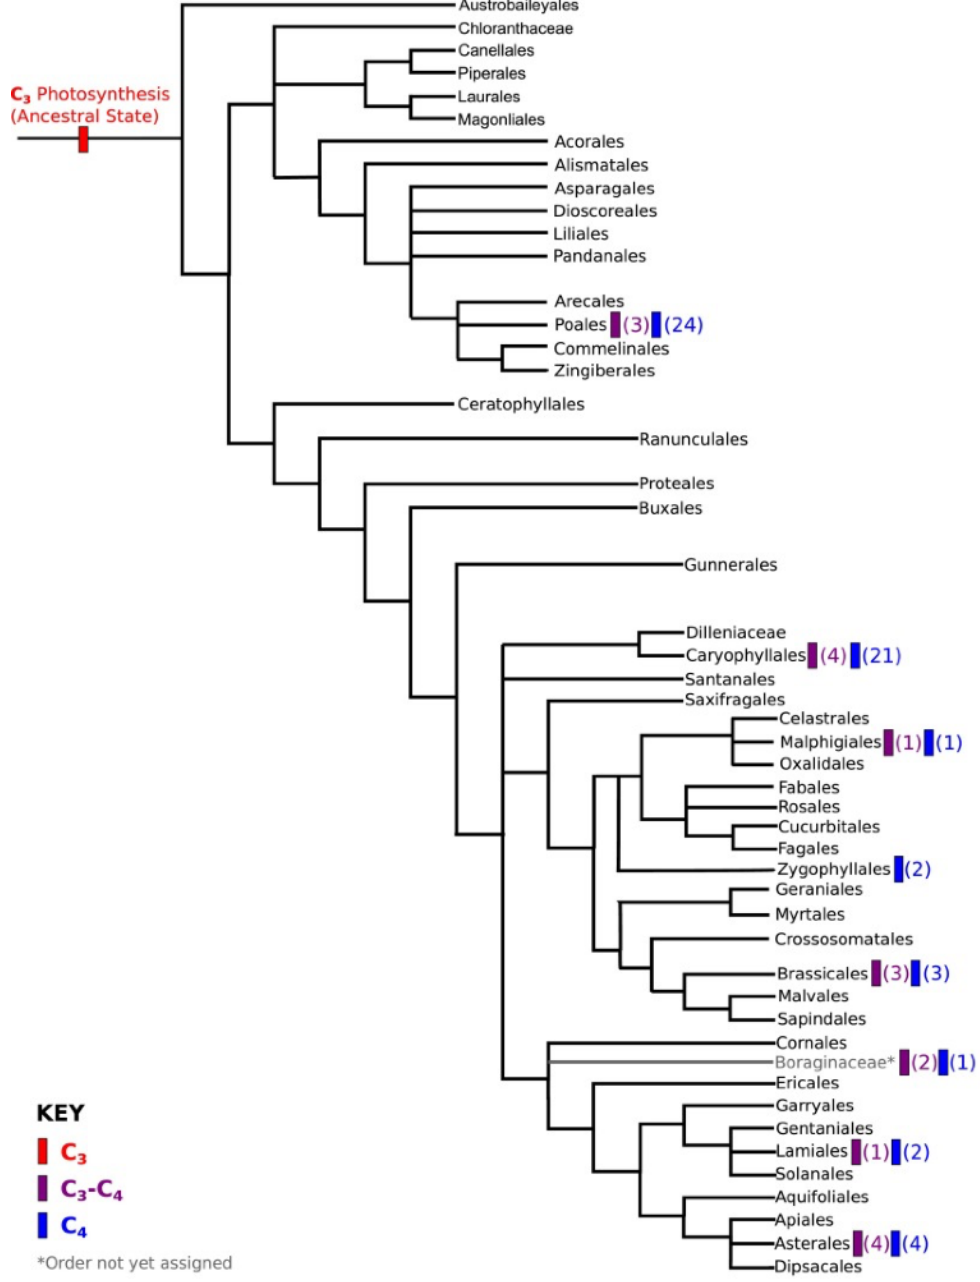 Austrobaileyales
Chloranthaceae
Canellales
Piperales
C3 Photosynthesis
(Ancestral State)
Laurales
Magonliales
Acorales
Alismatales
Asparagales
Dioscoreales
Liliales
Pandanales
Arecales
Poales (3) (24)
Commelinales
Zingiberales
Ceratophyllales
Ranunculales
Proteales
Buxales
Gunnerales
Dilleniaceae
Caryophyllales (4) (21)
Santanales
Saxifragales
Celastrales
Malphigiales (1) (1)
Oxalidales
Fabales
Rosales
Cucurbitales
Fagales
Zygophyllales (2)
Geraniales
Myrtales
Crossosomatales
Brassicales (3) (3)
Malvales
Sapindales
Cornales
Boraginaceae* (2) (1)
Ericales
Garryales
Gentaniales
Lamiales (1) (2)
Solanales
Aquifoliales
Apiales
Asterales (4) (4)
Dipsacales
KEY
C3
C3-C4
C4
*Order not yet assigned